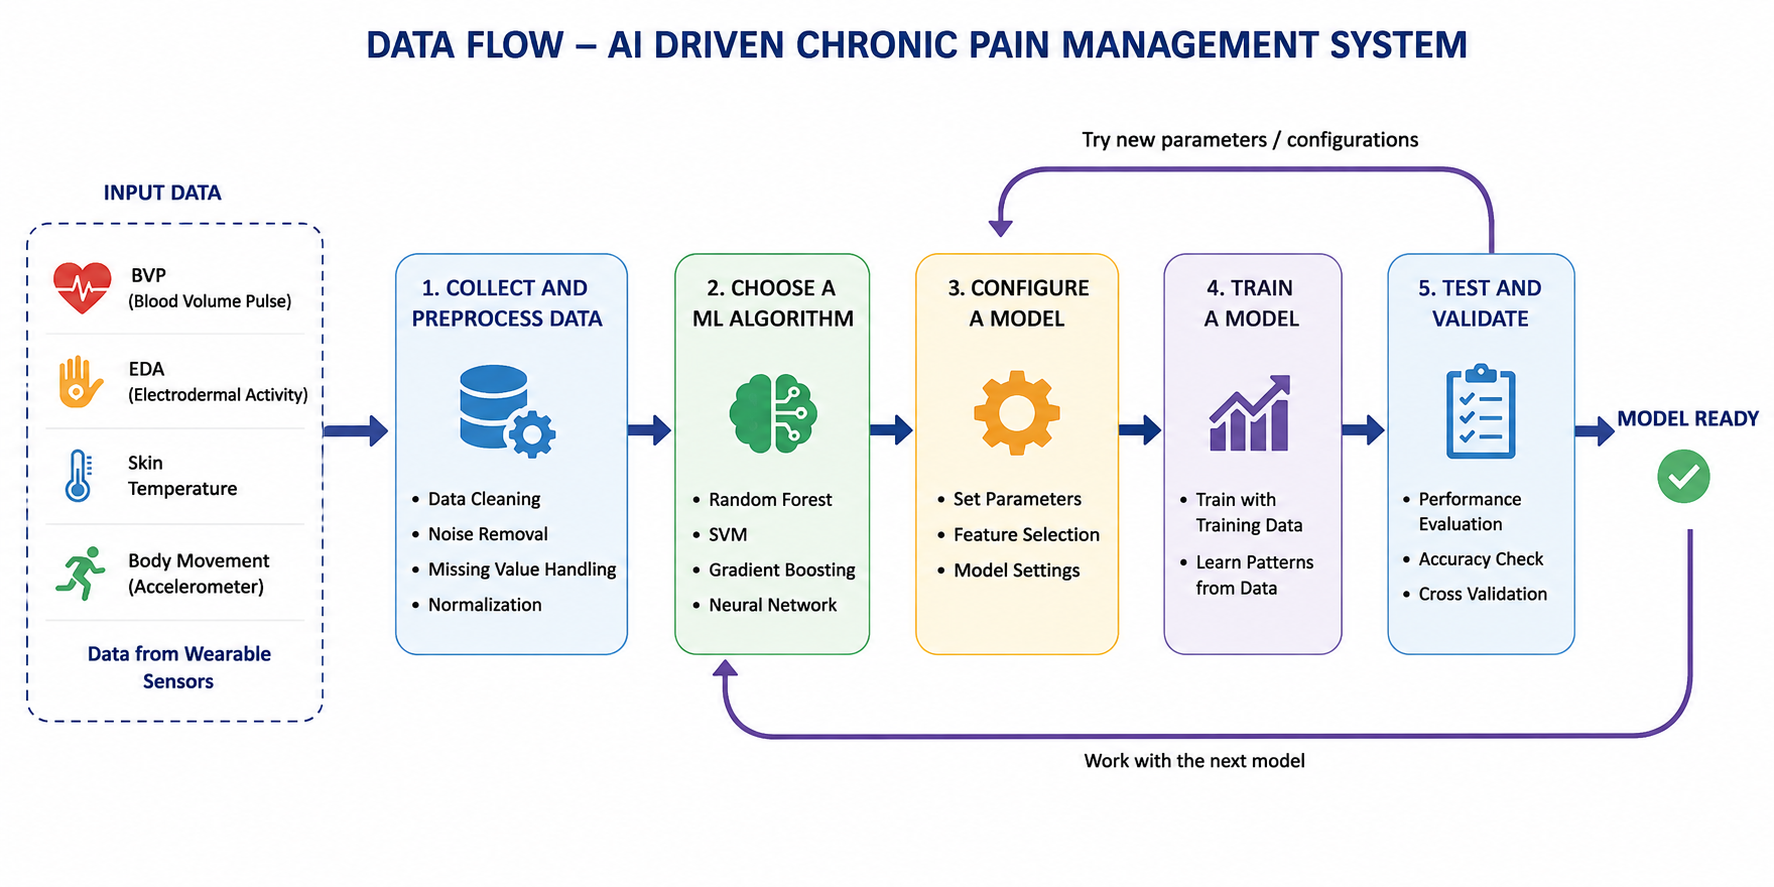 DATA FLOW – AI DRIVEN CHRONIC PAIN MANAGEMENT SYSTEM
Try new parameters / configurations
INPUT DATA
BVP
(Blood Volume Pulse)
EDA
(Electrodermal Activity)
Skin
Temperature
Body Movement
(Accelerometer)
Data from Wearable
Sensors
1. COLLECT AND
PREPROCESS DATA
• Data Cleaning
• Noise Removal
• Missing Value Handling
• Normalization
2. CHOOSE A
ML ALGORITHM
• Random Forest
• SVM
• Gradient Boosting
• Neural Network
3. CONFIGURE
A MODEL
• Set Parameters
• Feature Selection
• Model Settings
4. TRAIN
A MODEL
• Train with
Training Data
• Learn Patterns
from Data
5. TEST AND
VALIDATE
• Performance
Evaluation
• Accuracy Check
• Cross Validation
MODEL READY
Work with the next model